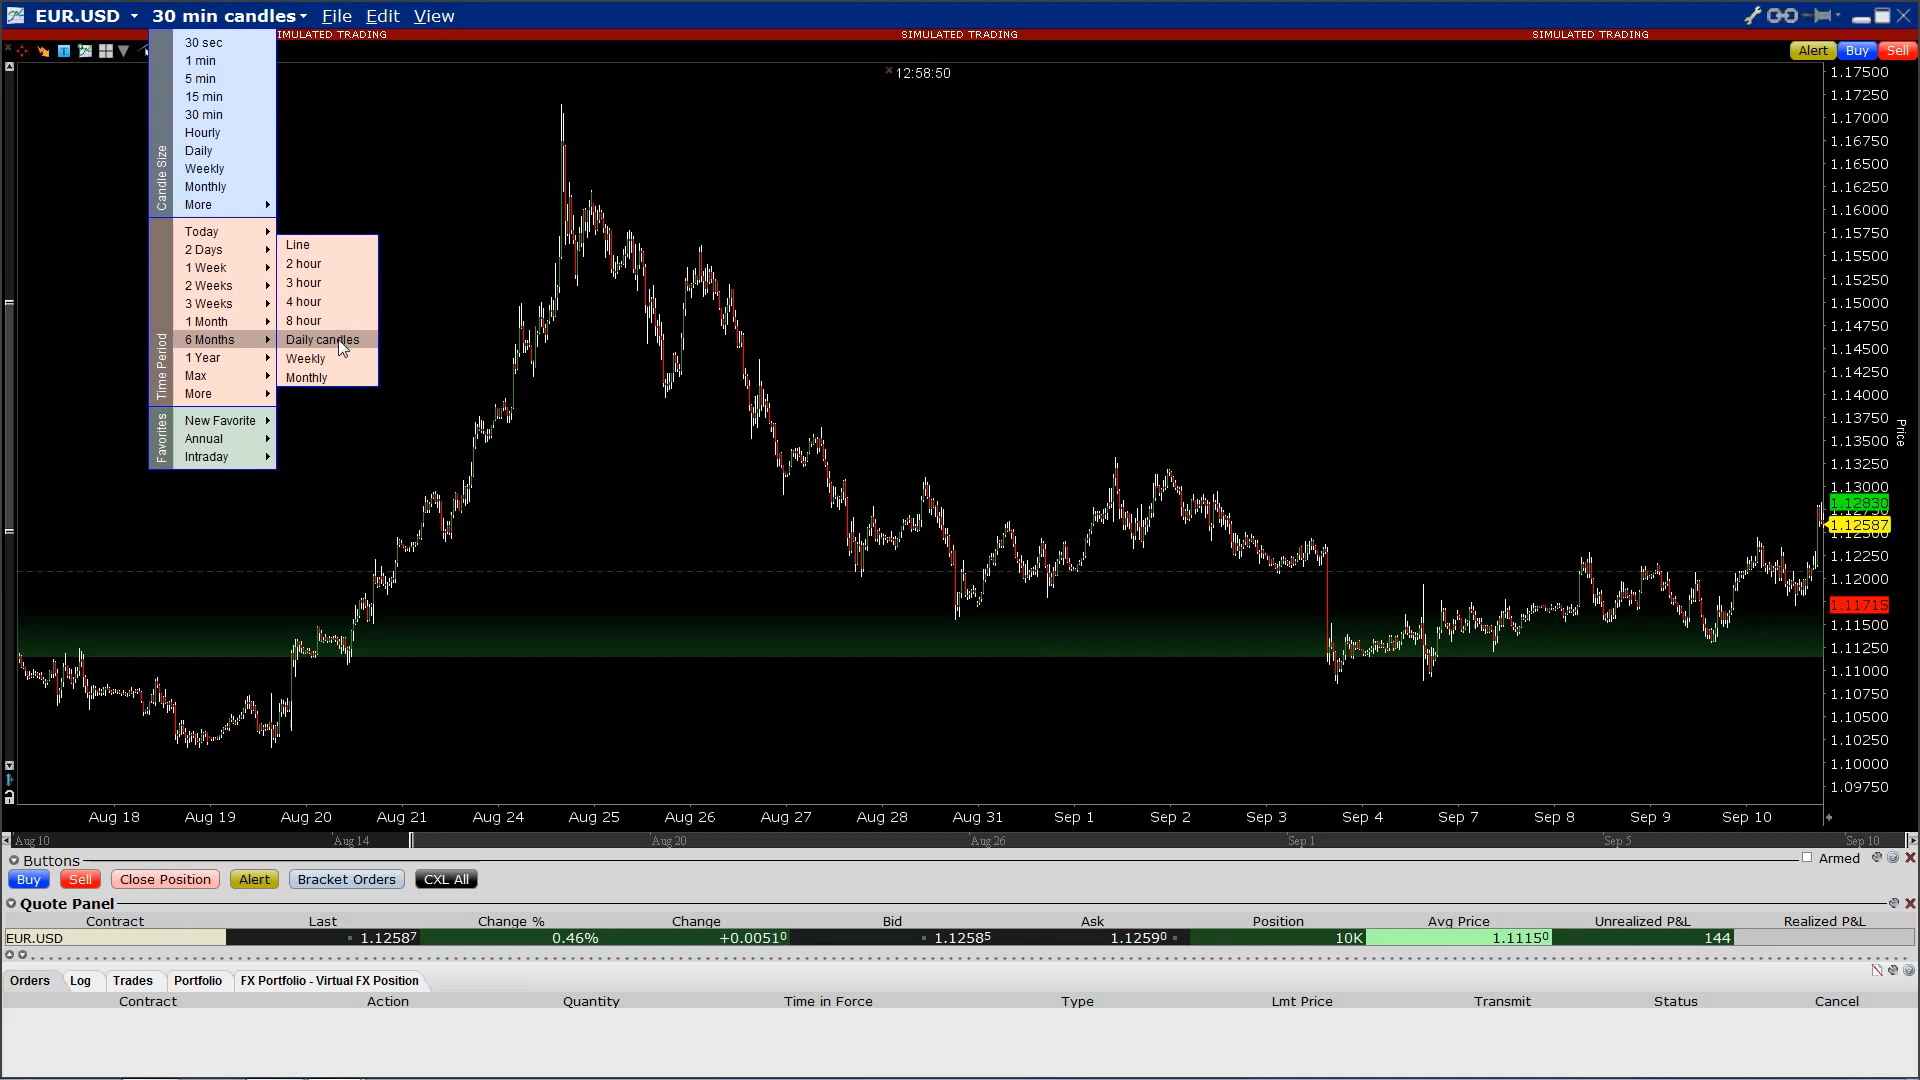 EUR.USD 30 min candles File Edit View
SIMULATED TRADING SIMULATED TRADING SIMULATED TRADING
Alert Buy Sell
12:58:50
Candle Size
30 sec
1 min
5 min
15 min
30 min
Hourly
Daily
Weekly
Monthly
More
Time Period
Today
2 Days
1 Week
2 Weeks
3 Weeks
1 Month
6 Months
1 Year
Max
More
Line
2 hour
3 hour
4 hour
8 hour
Daily candles
Weekly
Monthly
Favorites
New Favorite
Annual
Intraday
1.17500
1.17250
1.17000
1.16750
1.16500
1.16250
1.16000
1.15750
1.15500
1.15250
1.15000
1.14750
1.14500
1.14250
1.14000
1.13750
1.13500
1.13250
1.13000
1.12830
1.12750
1.12587
1.12500
1.12250
1.12000
1.11715
1.11500
1.11250
1.11000
1.10750
1.10500
1.10250
1.10000
1.09750
Price
Aug 18 Aug 19 Aug 20 Aug 21 Aug 24 Aug 25 Aug 26 Aug 27 Aug 28 Aug 31 Sep 1 Sep 2 Sep 3 Sep 4 Sep 7 Sep 8 Sep 9 Sep 10
Aug 10 Aug 14 Aug 20 Aug 26 Sep 1 Sep 5 Sep 10
Buttons Armed
Buy Sell Close Position Alert Bracket Orders CXL All
Quote Panel
Contract Last Change % Change Bid Ask Position Avg Price Unrealized P&L Realized P&L
EUR.USD 1.12587 0.46% +0.00510 1.12585 1.12590 10K 1.11150 144
Orders Log Trades Portfolio FX Portfolio - Virtual FX Position
Contract Action Quantity Time in Force Type Lmt Price Transmit Status Cancel